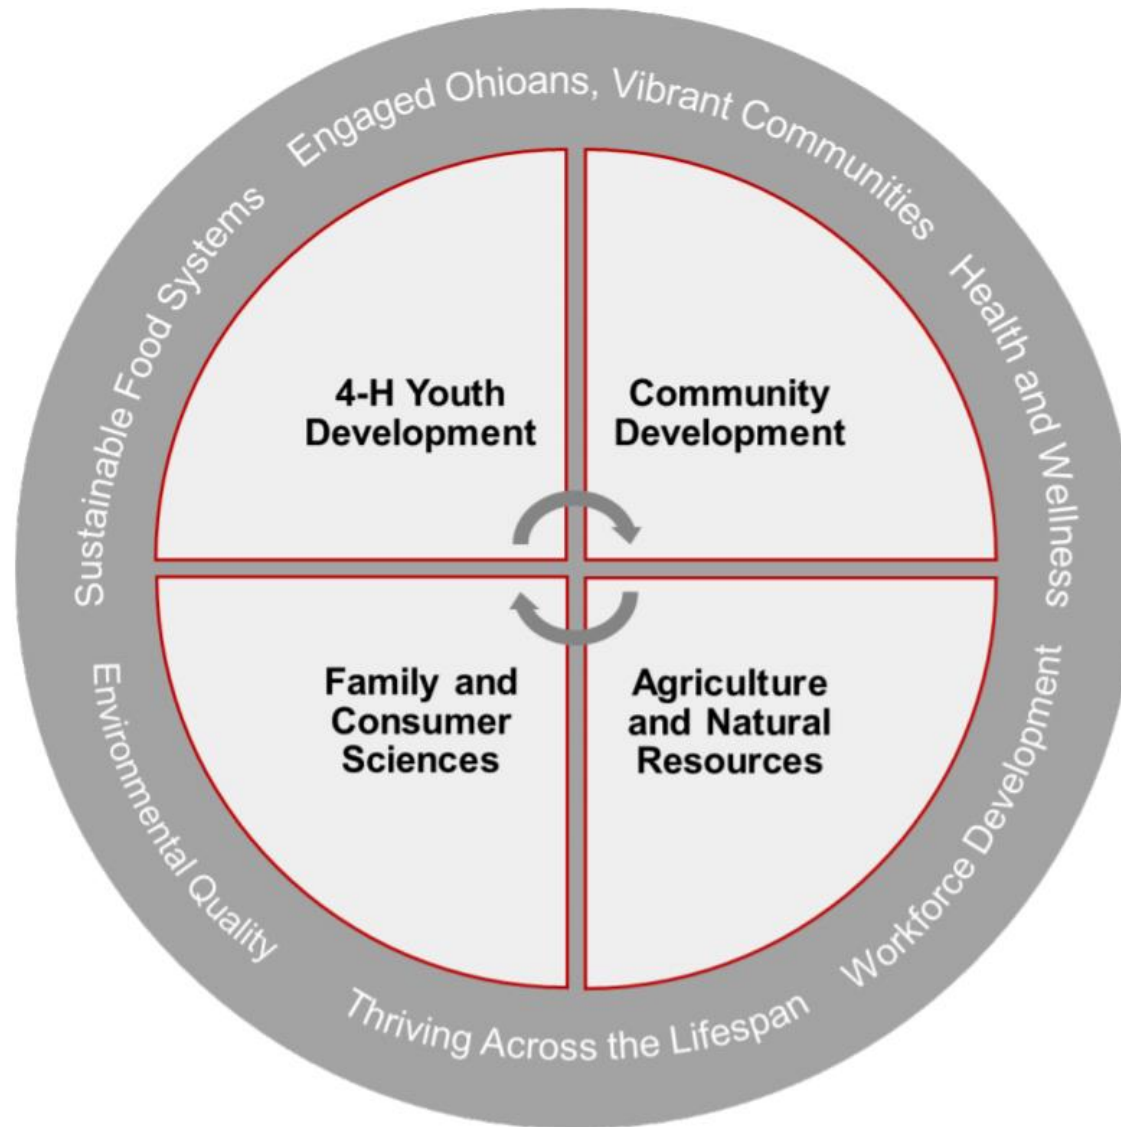 Engaged Ohioans, Vibrant Communities
Health and Wellness
Workforce Development
Thriving Across the Lifespan
Environmental Quality
Sustainable Food Systems
4-H Youth
Development
Community
Development
Family and
Consumer
Sciences
Agriculture
and Natural
Resources